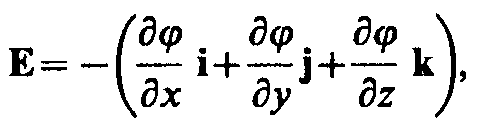 E = −(∂φ/∂x i + ∂φ/∂y j + ∂φ/∂z k),